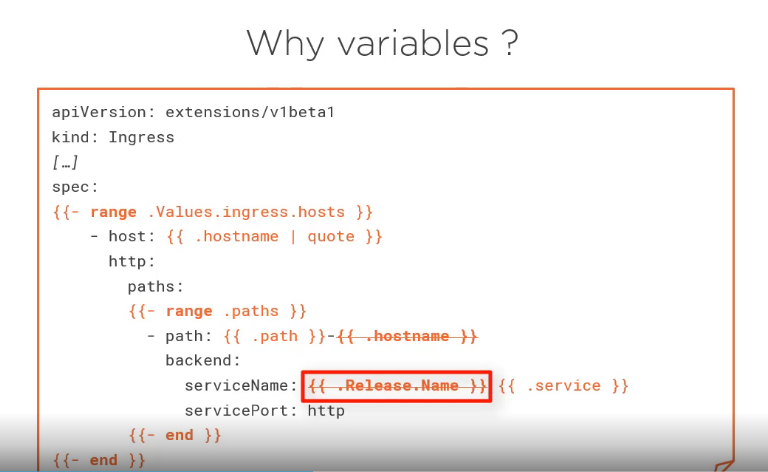 Why variables ?
apiVersion: extensions/v1beta1
kind: Ingress
[…]
spec:
{{- range .Values.ingress.hosts }}
- host: {{ .hostname | quote }}
http:
paths:
{{- range .paths }}
- path: {{ .path }}-{{ .hostname }}
backend:
serviceName: {{ .Release.Name }} {{ .service }}
servicePort: http
{{- end }}
{{- end }}